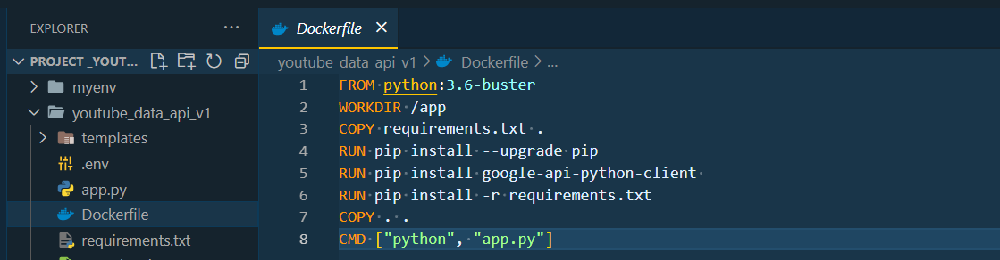 EXPLORER
Dockerfile
PROJECT _YOUT...
youtube_data_api_v1 > Dockerfile > ...
myenv
youtube_data_api_v1
templates
.env
app.py
Dockerfile
requirements.txt
1 FROM python:3.6-buster
2 WORKDIR /app
3 COPY requirements.txt .
4 RUN pip install --upgrade pip
5 RUN pip install google-api-python-client
6 RUN pip install -r requirements.txt
7 COPY . .
8 CMD ["python", "app.py"]